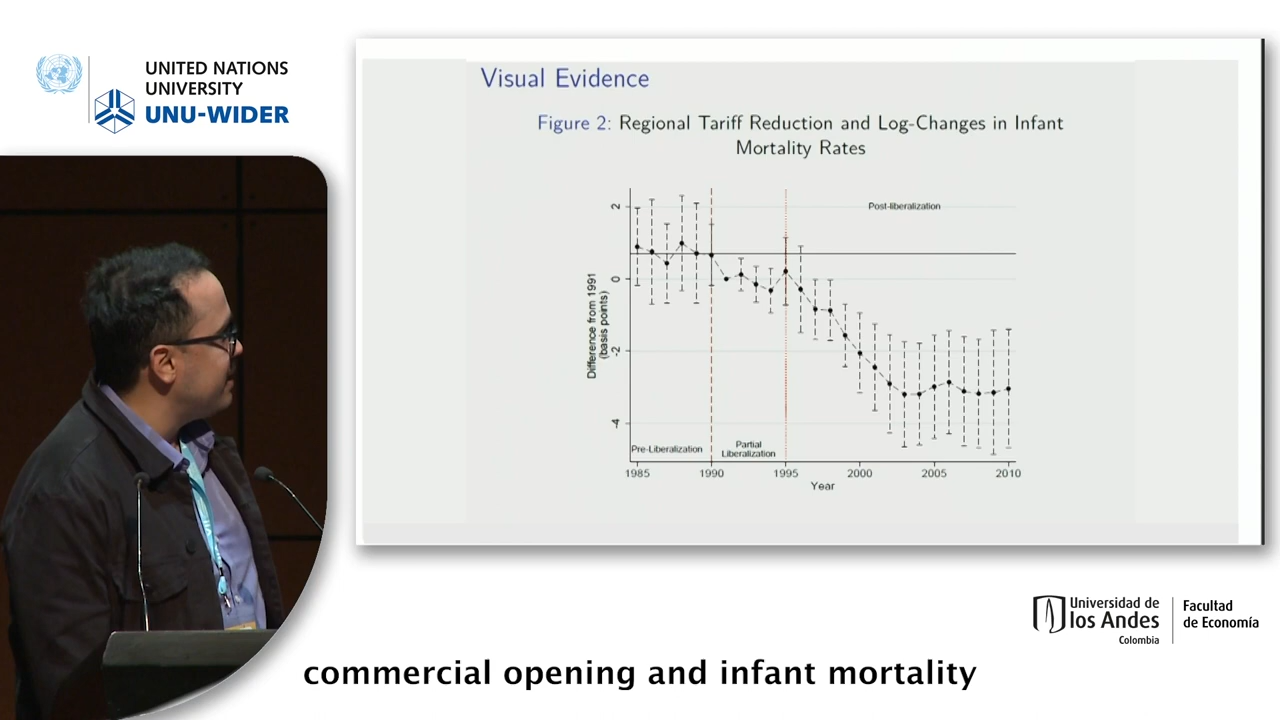 UNITED NATIONS
UNIVERSITY
UNU-WIDER
Visual Evidence
Figure 2: Regional Tariff Reduction and Log-Changes in Infant
Mortality Rates
Post-liberalization
Difference from 1991
(basis points)
2
0
-2
-4
Pre-Liberalization
Partial
Liberalization
1985
1990
1995
2000
2005
2010
Year
Universidad de
los Andes
Colombia
Facultad
de Economía
commercial opening and infant mortality